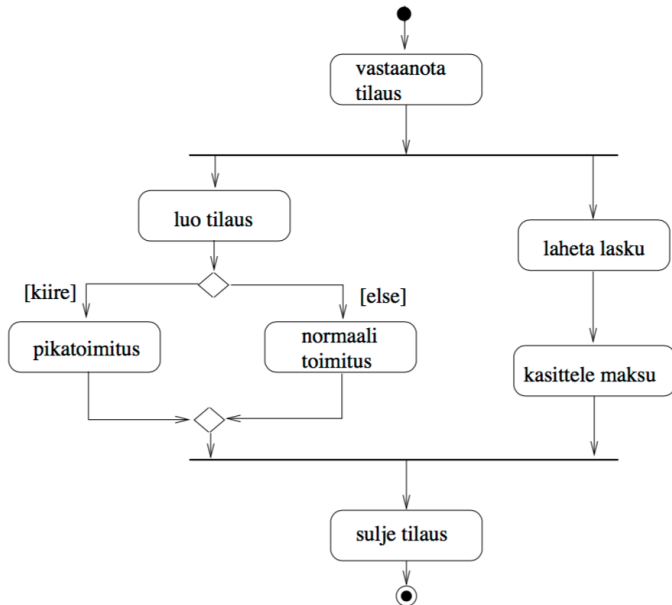 vastaanota
tilaus
luo tilaus
laheta lasku
[kiire]
[else]
pikatoimitus
normaali
toimitus
kasittele maksu
sulje tilaus